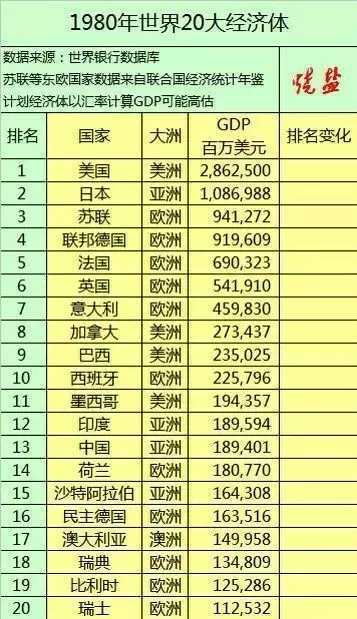 1980年世界20大经济体
数据来源：世界银行数据库
苏联等东欧国家数据来自联合国经济统计年鉴
计划经济体以汇率计算GDP可能高估
烧盐
排名 国家 大洲 GDP 百万美元 排名变化
1 美国 美洲 2,862,500
2 日本 亚洲 1,086,988
3 苏联 欧洲 941,272
4 联邦德国 欧洲 919,609
5 法国 欧洲 690,323
6 英国 欧洲 541,910
7 意大利 欧洲 459,830
8 加拿大 美洲 273,437
9 巴西 美洲 235,025
10 西班牙 欧洲 225,796
11 墨西哥 美洲 194,357
12 印度 亚洲 189,594
13 中国 亚洲 189,401
14 荷兰 欧洲 180,770
15 沙特阿拉伯 亚洲 164,308
16 民主德国 欧洲 163,516
17 澳大利亚 澳洲 149,958
18 瑞典 欧洲 134,809
19 比利时 欧洲 125,286
20 瑞士 欧洲 112,532